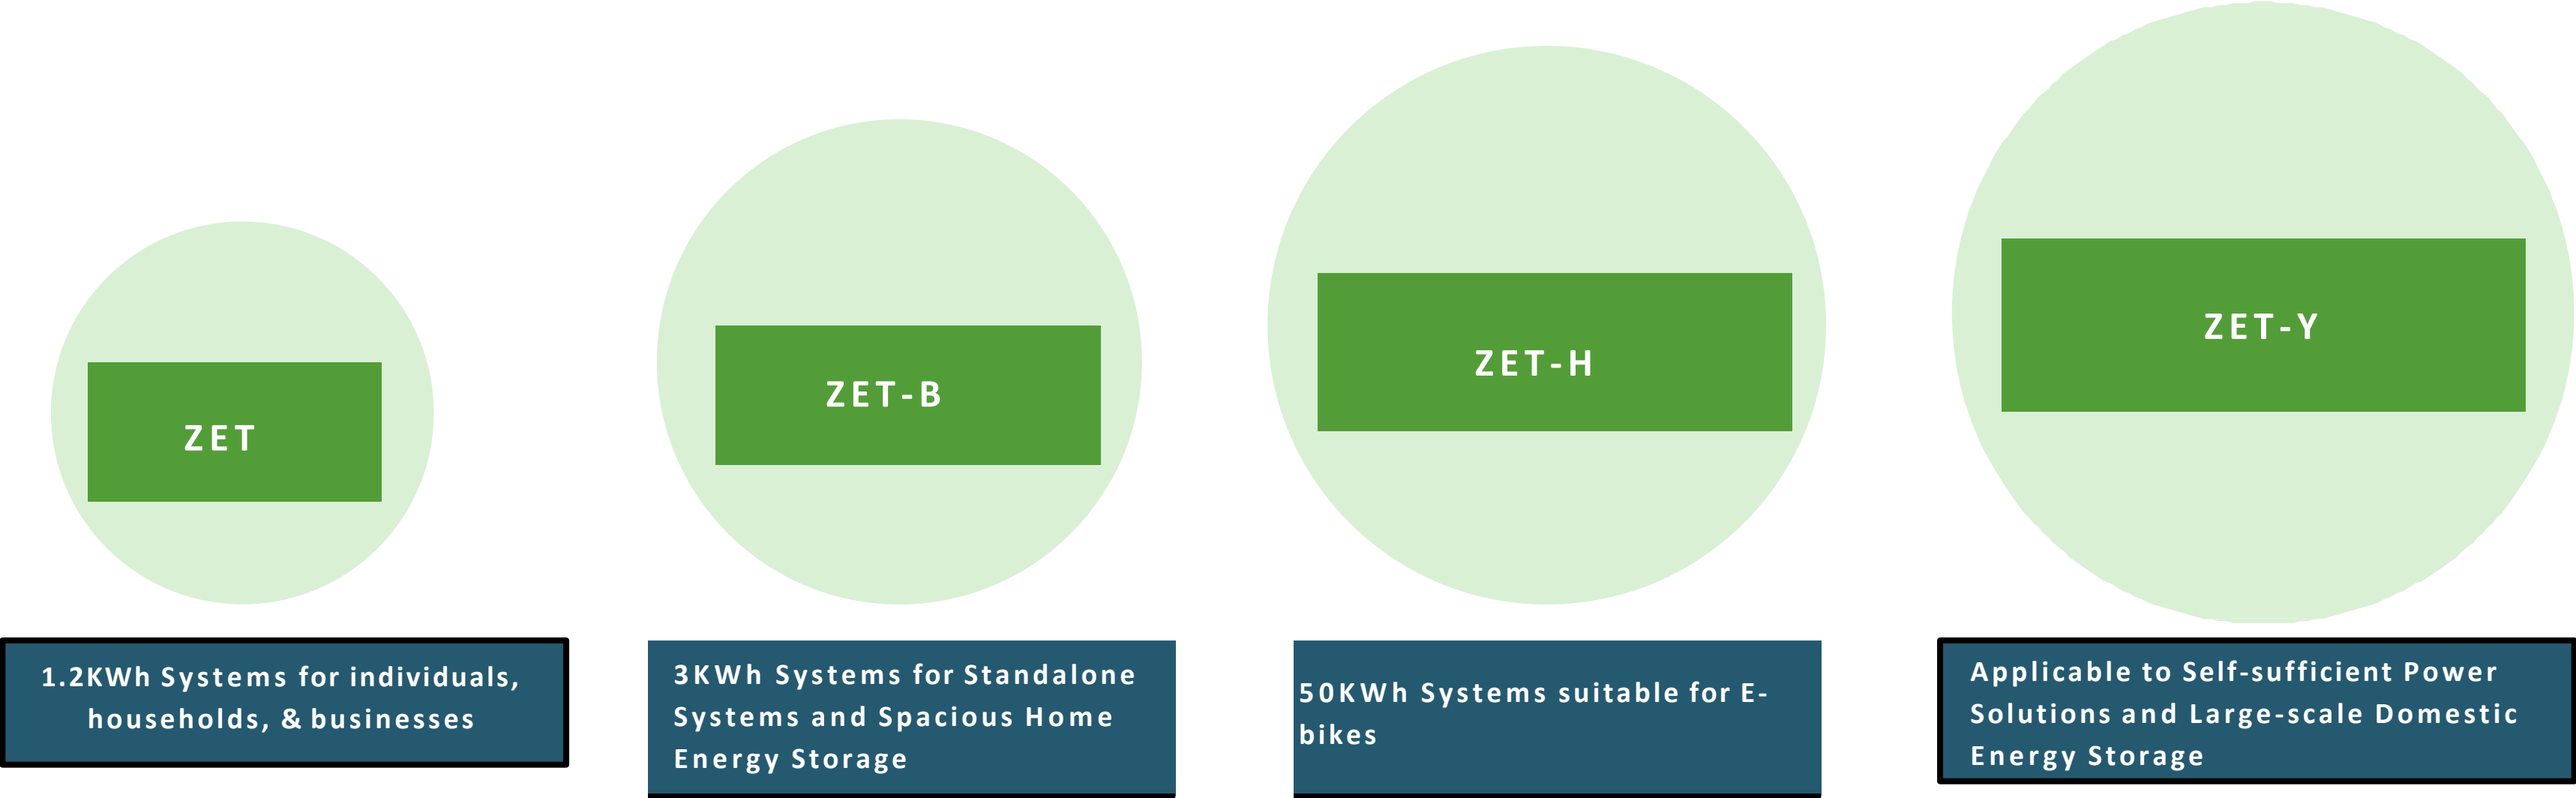 ZET
ZET-B
ZET-H
ZET-Y
1.2KWh Systems for individuals,
households, & businesses
3KWh Systems for Standalone
Systems and Spacious Home
Energy Storage
50KWh Systems suitable for E-
bikes
Applicable to Self-sufficient Power
Solutions and Large-scale Domestic
Energy Storage